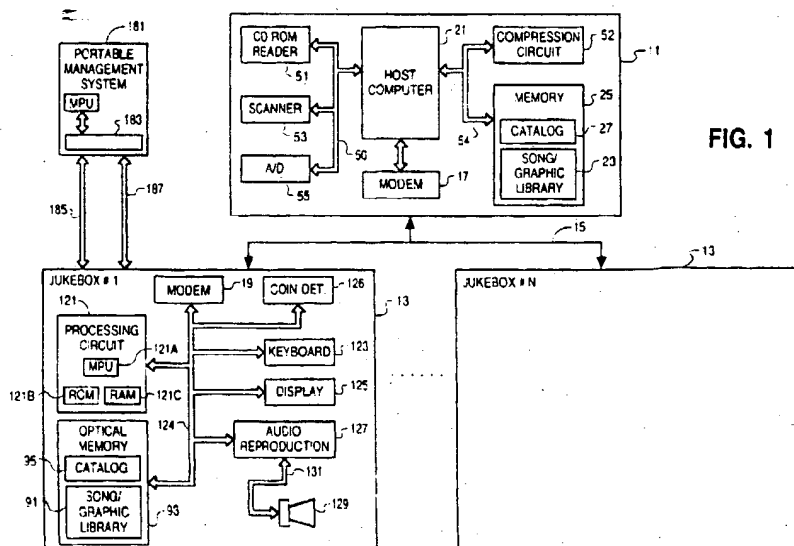 181
PORTABLE
MANAGEMENT
SYSTEM
MPU
183
185
187
CD ROM
READER
51
SCANNER
53
A/D
55
50
21
HOST
COMPUTER
MODEM
17
COMPRESSION
CIRCUIT
52
11
MEMORY
25
CATALOG
27
SONG/
GRAPHIC
LIBRARY
23
54
FIG. 1
15
JUKEBOX # 1
13
MODEM
19
COIN DET.
126
121
PROCESSING
CIRCUIT
MPU
121A
121B
ROM
RAM
121C
KEYBOARD
123
DISPLAY
125
124
AUDIO
REPRODUCTION
127
131
129
OPTICAL
MEMORY
95
CATALOG
91
SONG/
GRAPHIC
LIBRARY
93
JUKEBOX # N
13